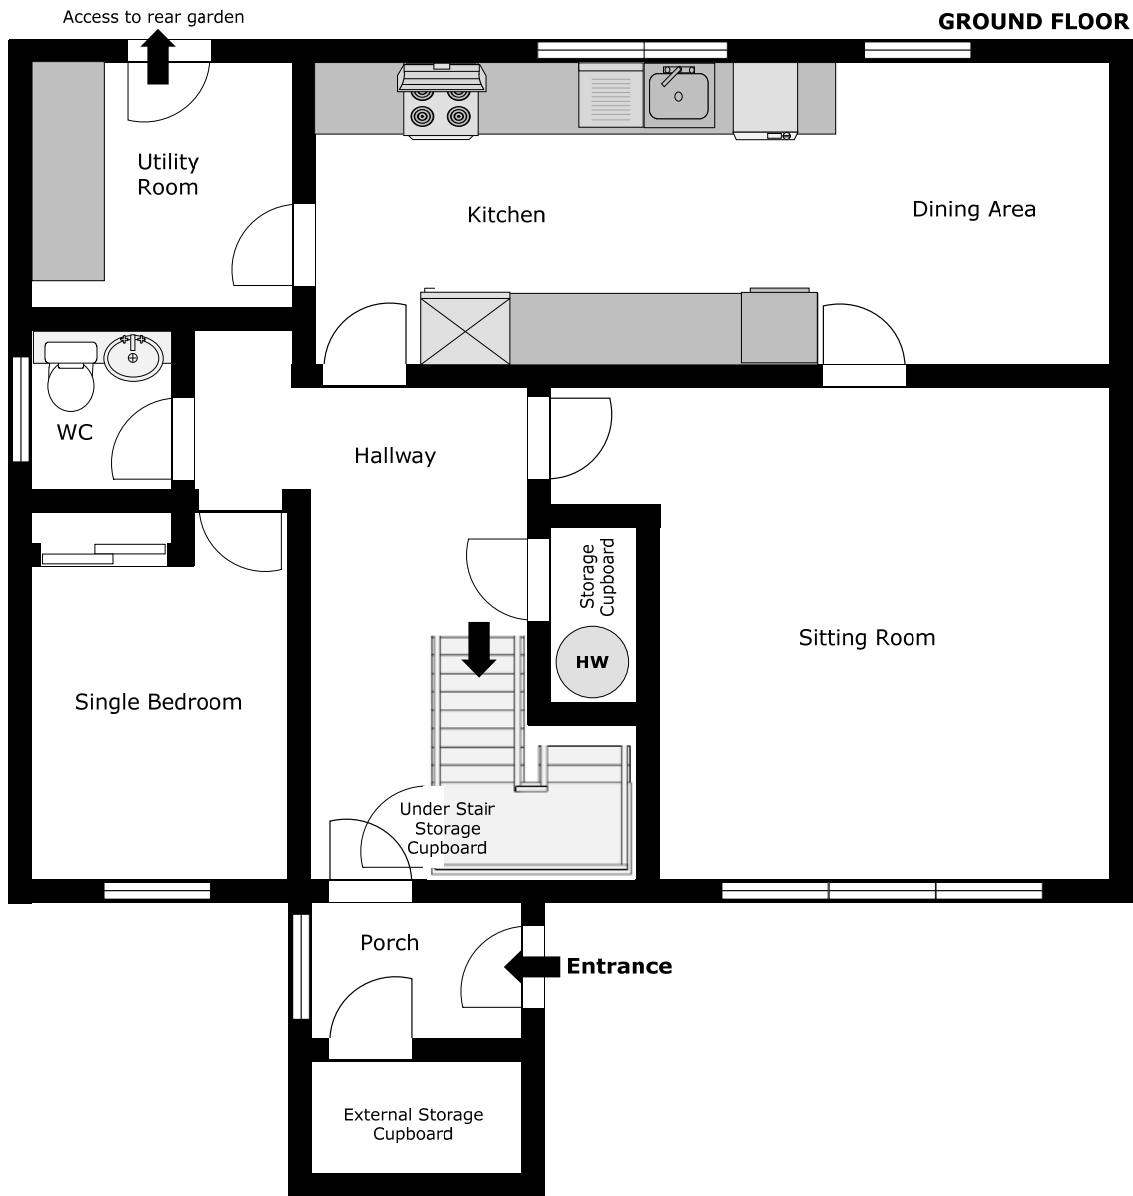 Access to rear garden
GROUND FLOOR
Utility
Room
Kitchen
Dining Area
WC
Hallway
Storage
Cupboard
HW
Sitting Room
Single Bedroom
Under Stair
Storage
Cupboard
Porch
Entrance
External Storage
Cupboard